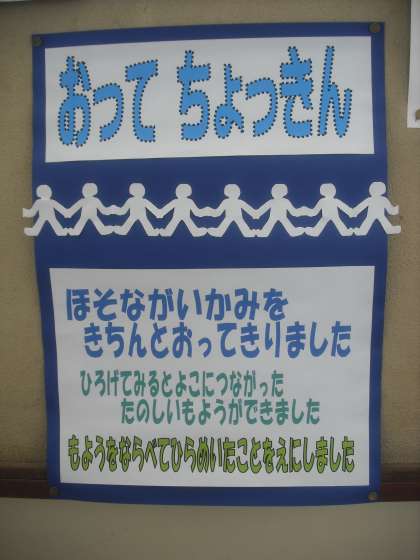 おって ちょっきん
ほそながいかみを
きちんとおってきりました
ひろげてみるとよこにつながった
たのしいもようができました
もようをならべてひらめいたことをえにしました